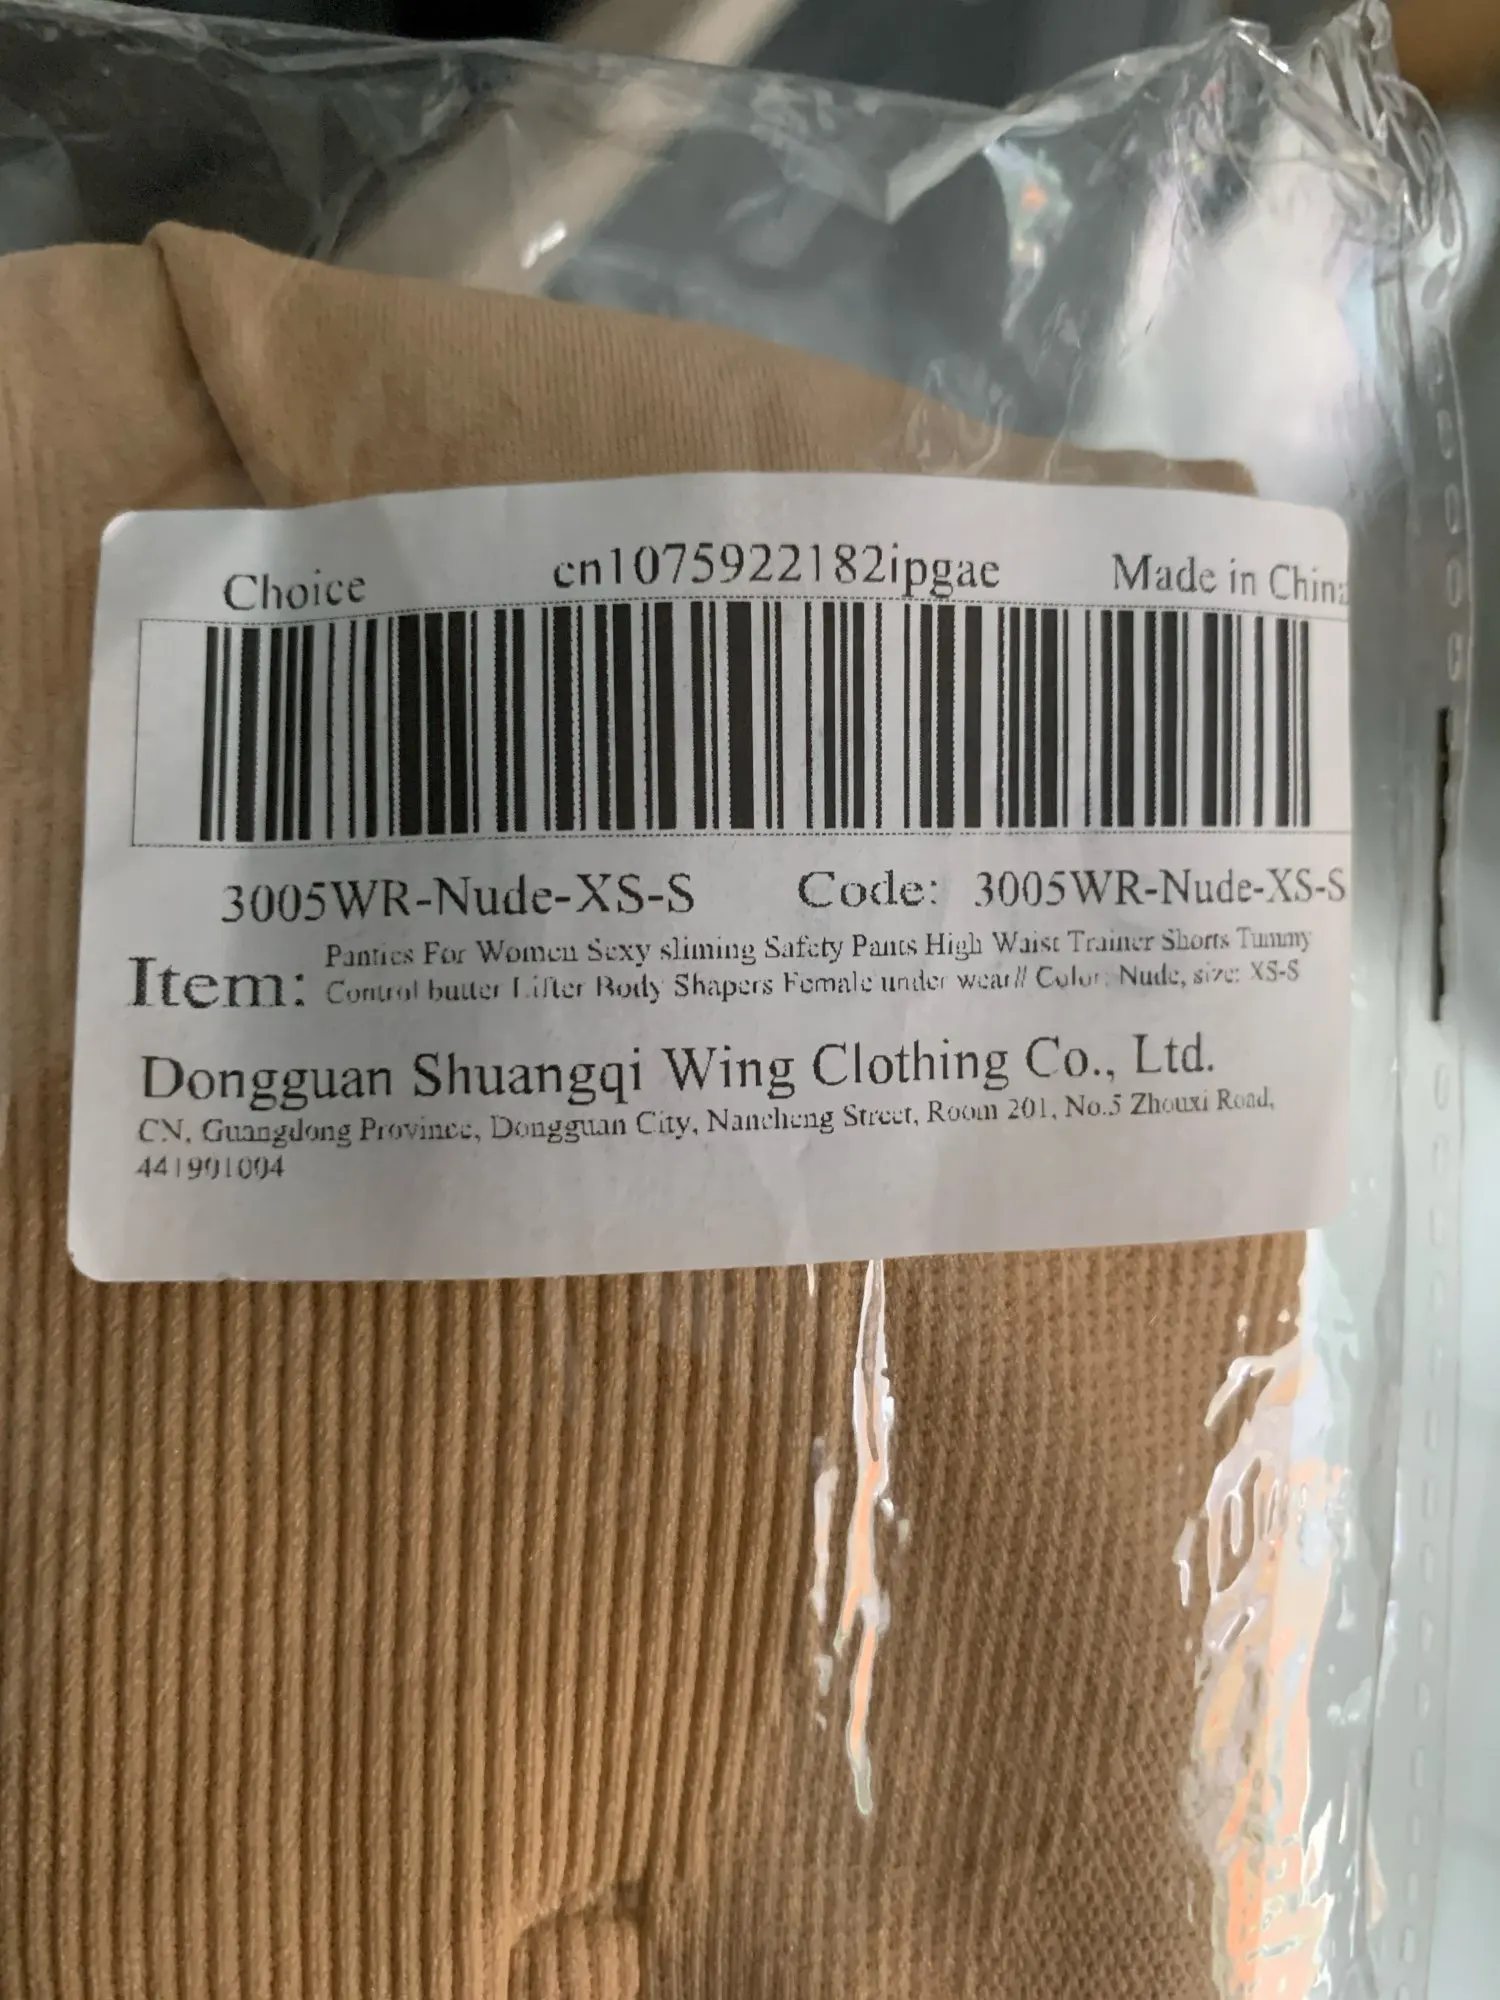 Choice cn1075922182ipgae Made in China
3005WR-Nude-XS-S Code: 3005WR-Nude-XS-S
Item: Panties For Women Sexy sliming Safety Pants High Waist Trainer Shorts Tummy
Control butter Lifter Body Shapers Female under wear// Color: Nude, size: XS-S
Dongguan Shuangqi Wing Clothing Co., Ltd.
CN, Guangdong Province, Dongguan City, Nancheng Street, Room 201, No.5 Zhouxi Road,
441901004